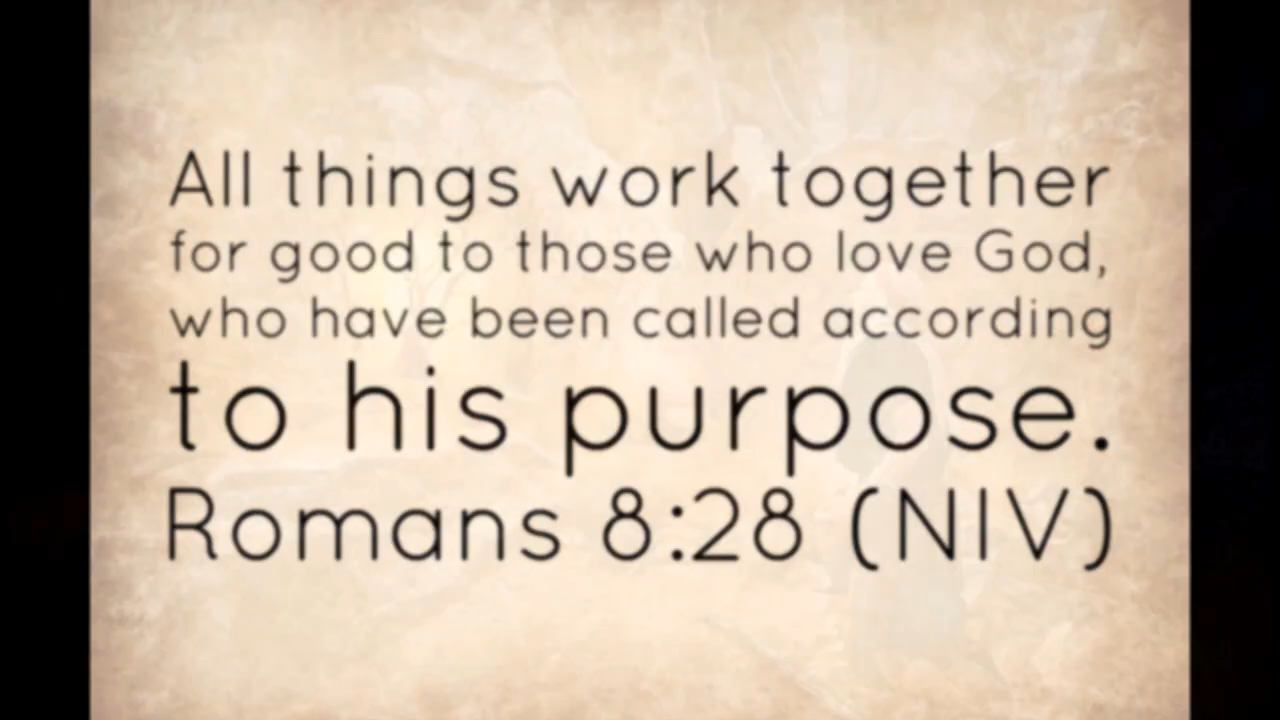 All things work together
for good to those who love God,
who have been called according
to his purpose.
Romans 8:28 (NIV)